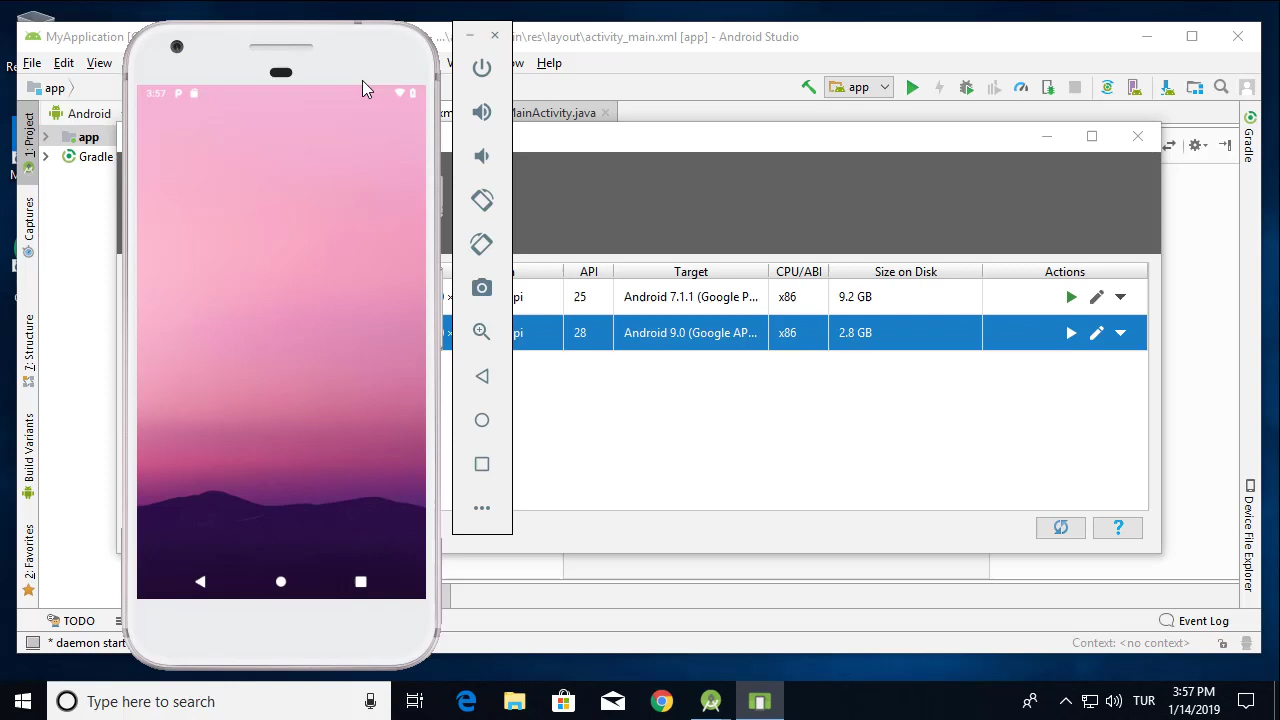 MyApplication [
...\
\res\layout\activity_main.xml [app] - Android Studio
File Edit View
Window Help
app
app
Android
xm
MainActivity.java
1: Project
app
Gradle
Gradle
Captures
7: Structure
Build Variants
2: Favorites
3:57
API Target CPU/ABI Size on Disk Actions
25 Android 7.1.1 (Google P... x86 9.2 GB
28 Android 9.0 (Google AP... x86 2.8 GB
?
Device File Explorer
TODO
Event Log
* daemon start
Context: <no context>
Type here to search
TUR
3:57 PM
1/14/2019